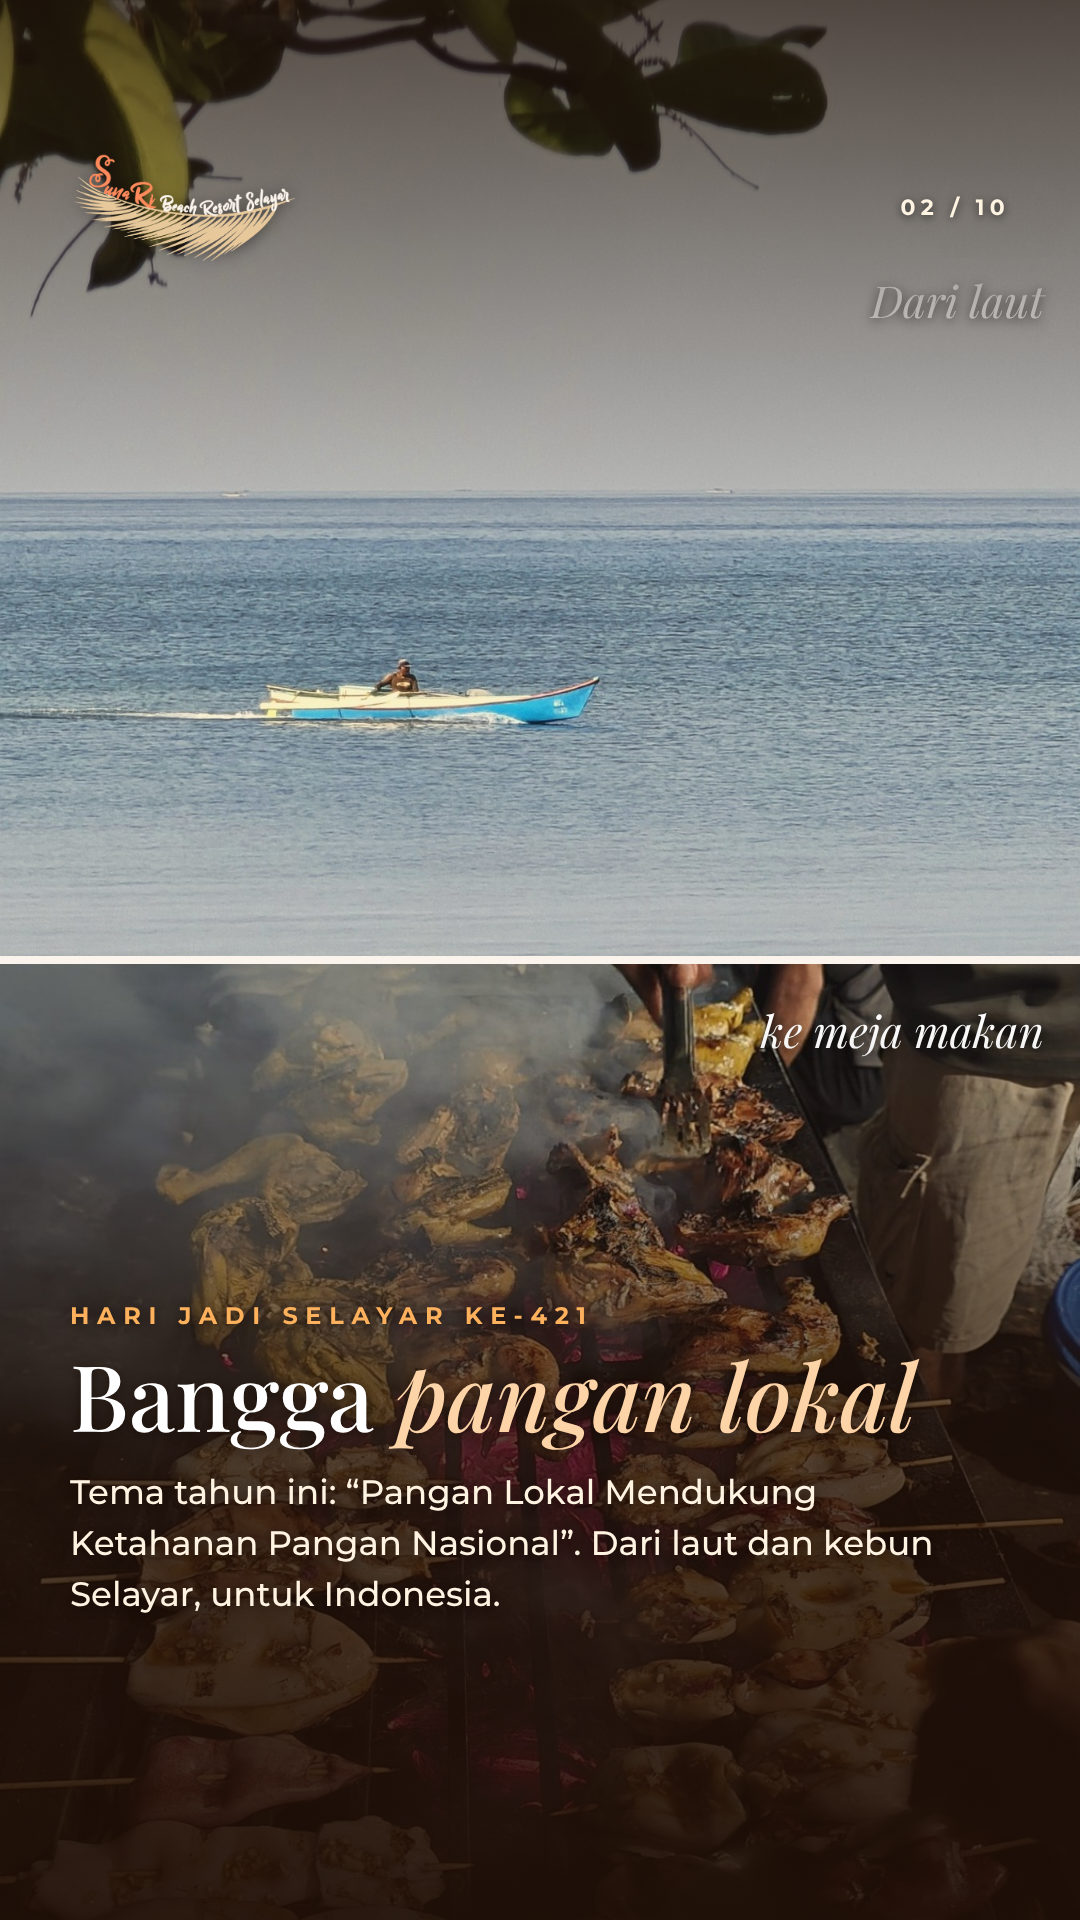 SunaRi Beach Resort Selayar
02 / 10
Dari laut
ke meja makan
HARI JADI SELAYAR KE-421
Bangga pangan lokal
Tema tahun ini: “Pangan Lokal Mendukung
Ketahanan Pangan Nasional”. Dari laut dan kebun
Selayar, untuk Indonesia.